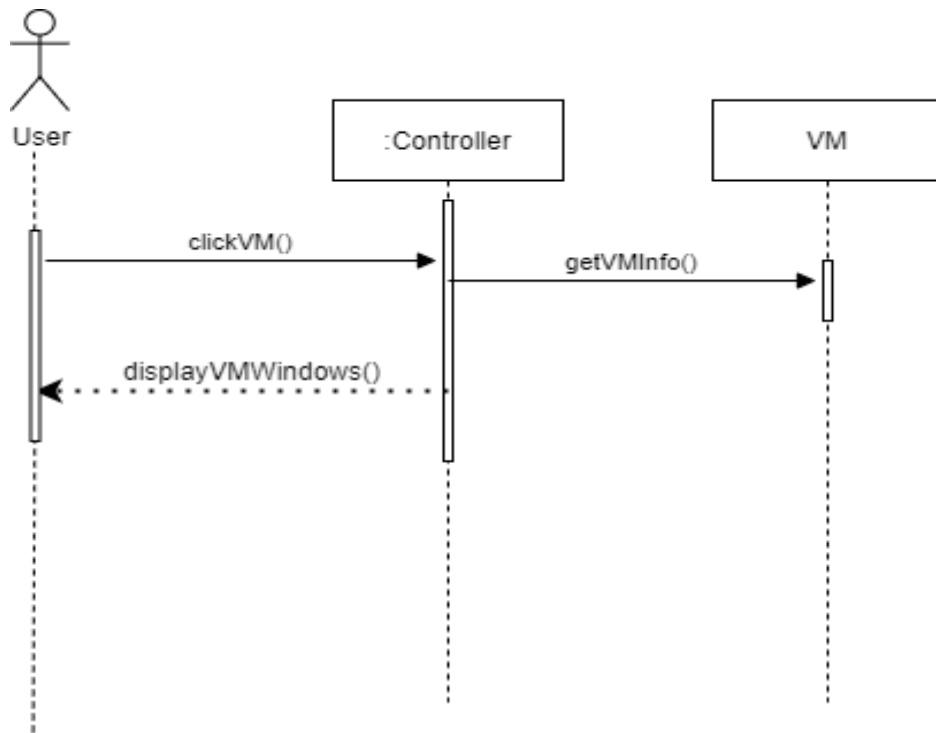 User
:Controller
VM
clickVM()
getVMInfo()
displayVMWindows()